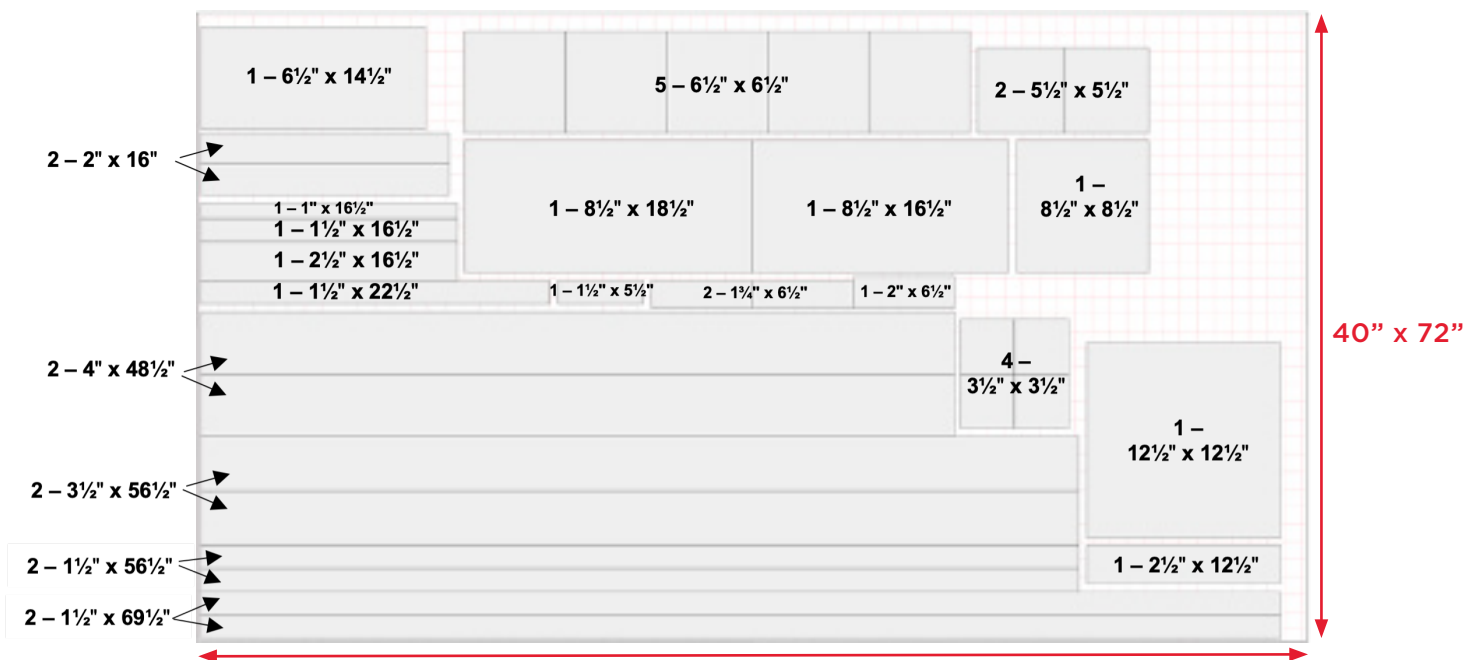 1 – 6½" x 14½"
5 – 6½" x 6½"
2 – 5½" x 5½"
2 – 2" x 16"
1 – 8½" x 18½"
1 – 8½" x 16½"
1 –
8½" x 8½"
1 – 1" x 16½"
1 – 1½" x 16½"
1 – 2½" x 16½"
1 – 1½" x 22½"
1 – 1½" x 5½"
2 – 1¾" x 6½"
1 – 2" x 6½"
40” x 72”
2 – 4" x 48½"
4 –
3½" x 3½"
1 –
12½" x 12½"
2 – 3½" x 56½"
2 – 1½" x 56½"
1 – 2½" x 12½"
2 – 1½" x 69½"